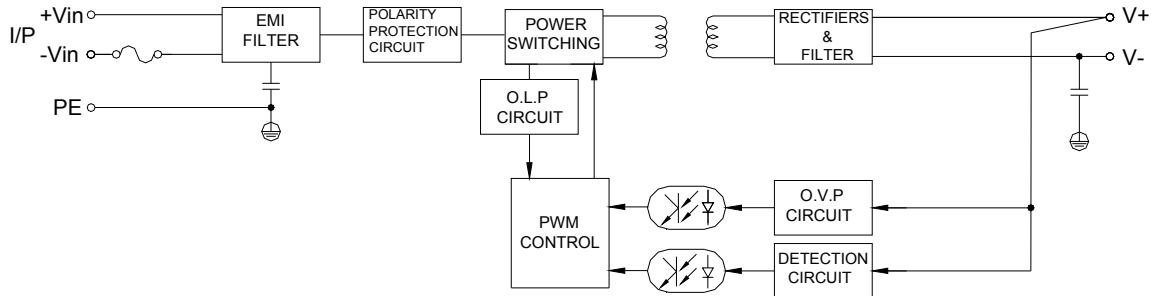 +Vin
I/P
-Vin
PE
EMI
FILTER
POLARITY
PROTECTION
CIRCUIT
POWER
SWITCHING
RECTIFIERS
&
FILTER
V+
V-
O.L.P
CIRCUIT
PWM
CONTROL
O.V.P
CIRCUIT
DETECTION
CIRCUIT